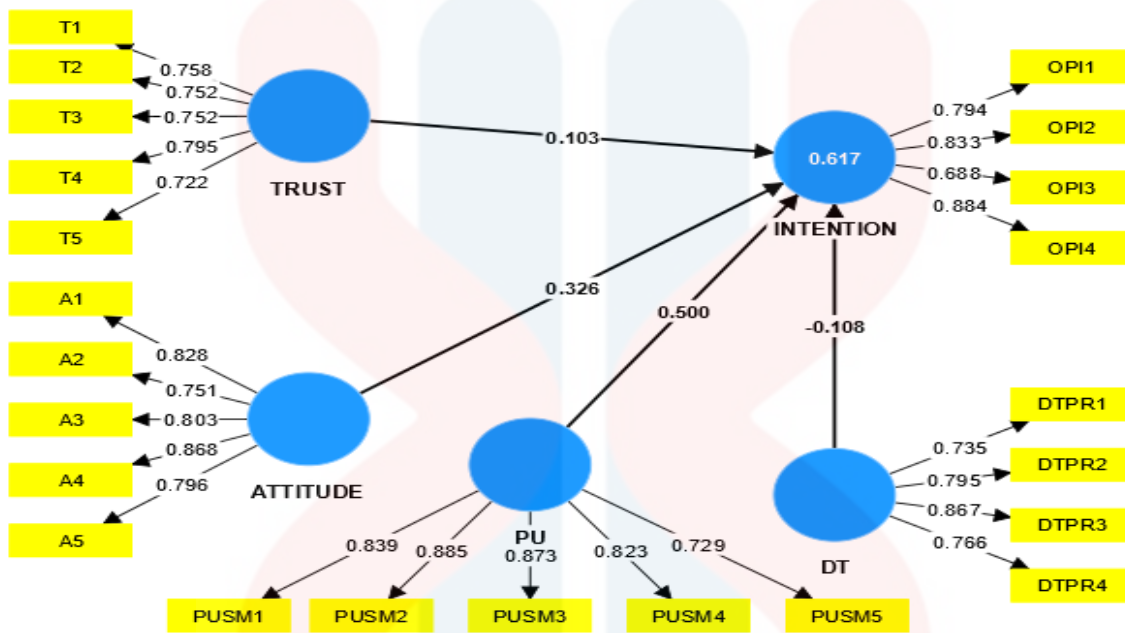 T1
T2
T3
T4
T5
0.758
0.752
0.752
0.795
0.722
TRUST
0.103
0.617
INTENTION
0.794
0.833
0.688
0.884
OPI1
OPI2
OPI3
OPI4
A1
A2
A3
A4
A5
0.828
0.751
0.803
0.868
0.796
ATTITUDE
0.326
0.500
-0.108
PU
0.839
0.885
0.873
0.823
0.729
PUSM1
PUSM2
PUSM3
PUSM4
PUSM5
DT
0.735
0.795
0.867
0.766
DTPR1
DTPR2
DTPR3
DTPR4